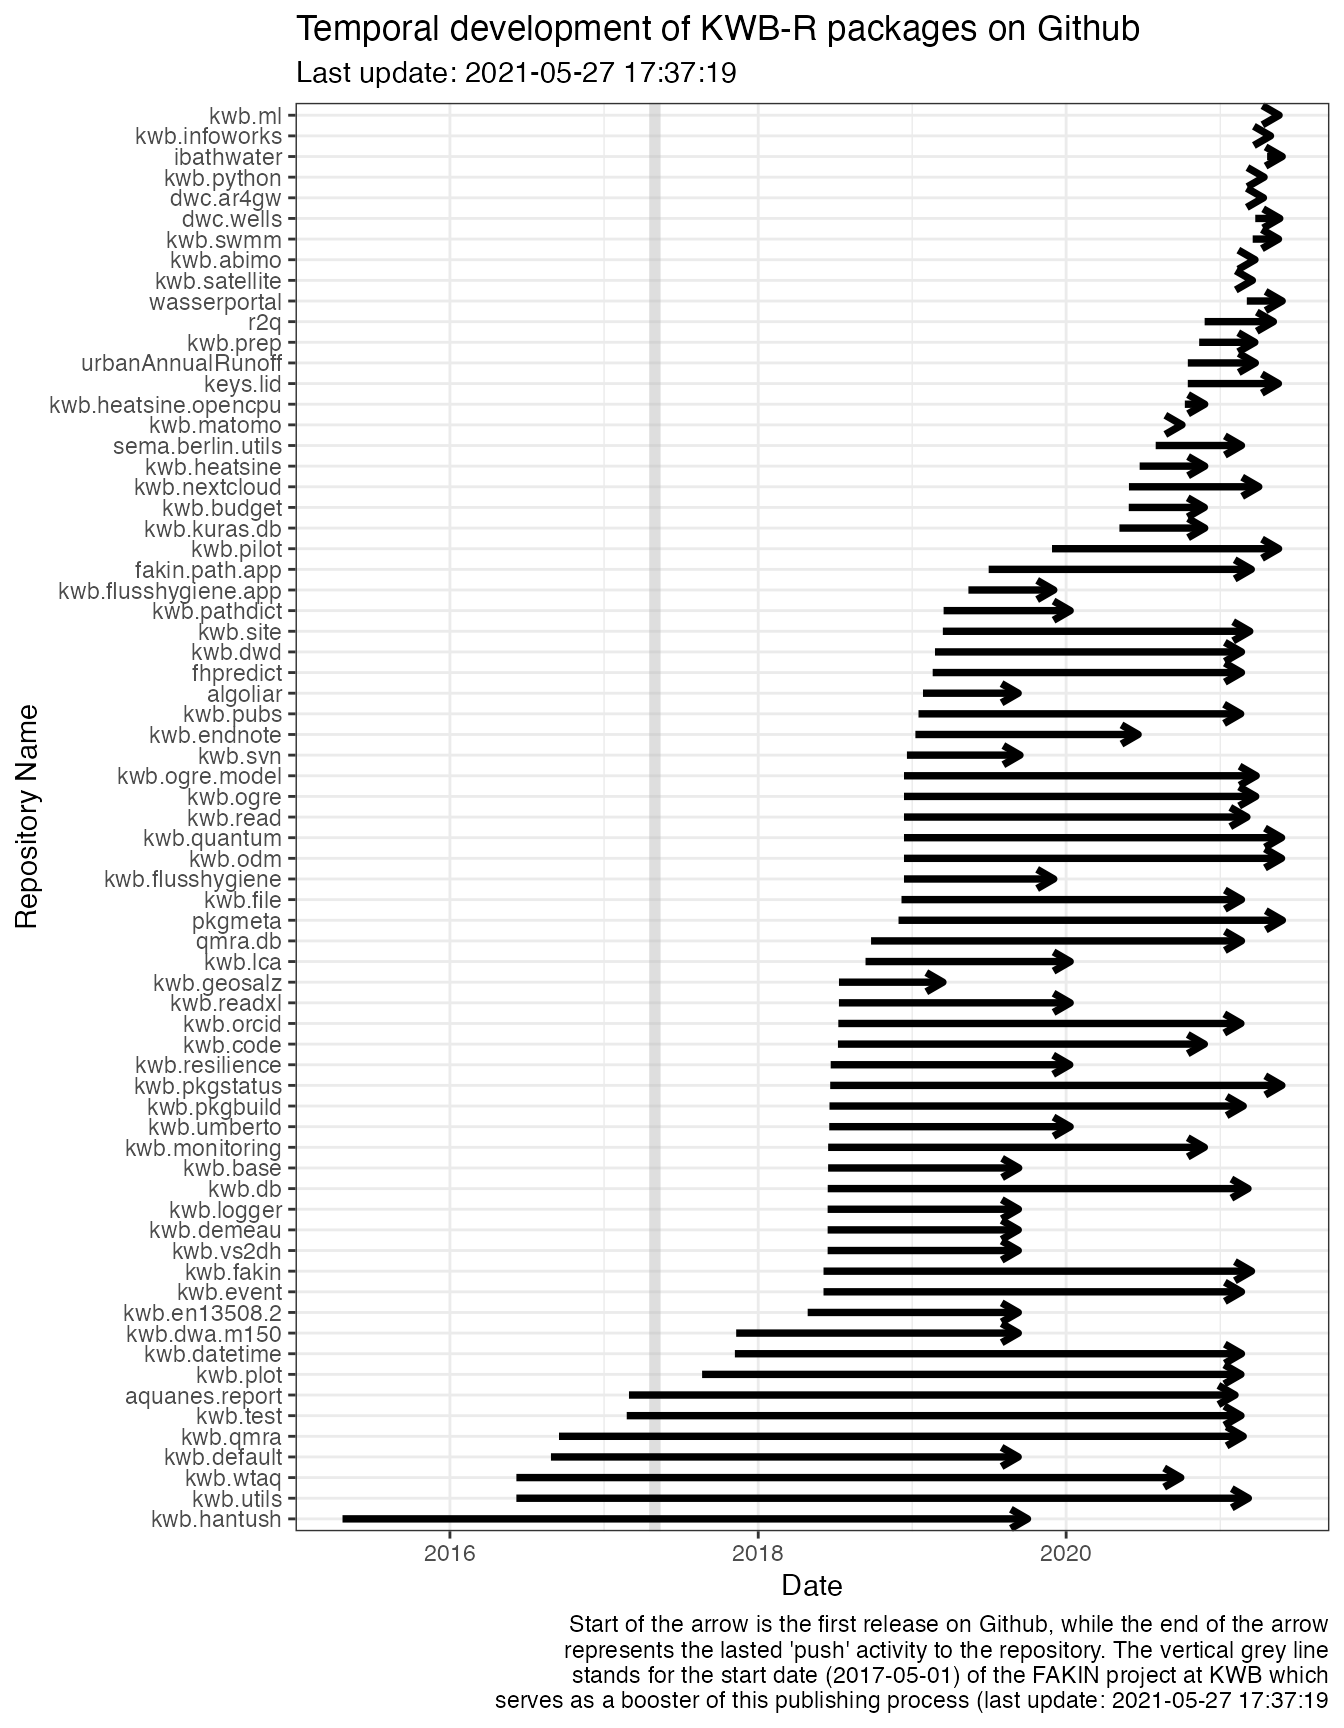 Temporal development of KWB-R packages on Github
Last update: 2021-05-27 17:37:19
Repository Name
kwb.ml
kwb.infoworks
ibathwater
kwb.python
dwc.ar4gw
dwc.wells
kwb.swmm
kwb.abimo
kwb.satellite
wasserportal
r2q
kwb.prep
urbanAnnualRunoff
keys.lid
kwb.heatsine.opencpu
kwb.matomo
sema.berlin.utils
kwb.heatsine
kwb.nextcloud
kwb.budget
kwb.kuras.db
kwb.pilot
fakin.path.app
kwb.flusshygiene.app
kwb.pathdict
kwb.site
kwb.dwd
fhpredict
algoliar
kwb.pubs
kwb.endnote
kwb.svn
kwb.ogre.model
kwb.ogre
kwb.read
kwb.quantum
kwb.odm
kwb.flusshygiene
kwb.file
pkgmeta
qmra.db
kwb.lca
kwb.geosalz
kwb.readxl
kwb.orcid
kwb.code
kwb.resilience
kwb.pkgstatus
kwb.pkgbuild
kwb.umberto
kwb.monitoring
kwb.base
kwb.db
kwb.logger
kwb.demeau
kwb.vs2dh
kwb.fakin
kwb.event
kwb.en13508.2
kwb.dwa.m150
kwb.datetime
kwb.plot
aquanes.report
kwb.test
kwb.qmra
kwb.default
kwb.wtaq
kwb.utils
kwb.hantush
2016 2018 2020
Date
Start of the arrow is the first release on Github, while the end of the arrow
represents the lasted 'push' activity to the repository. The vertical grey line
stands for the start date (2017-05-01) of the FAKIN project at KWB which
serves as a booster of this publishing process (last update: 2021-05-27 17:37:19